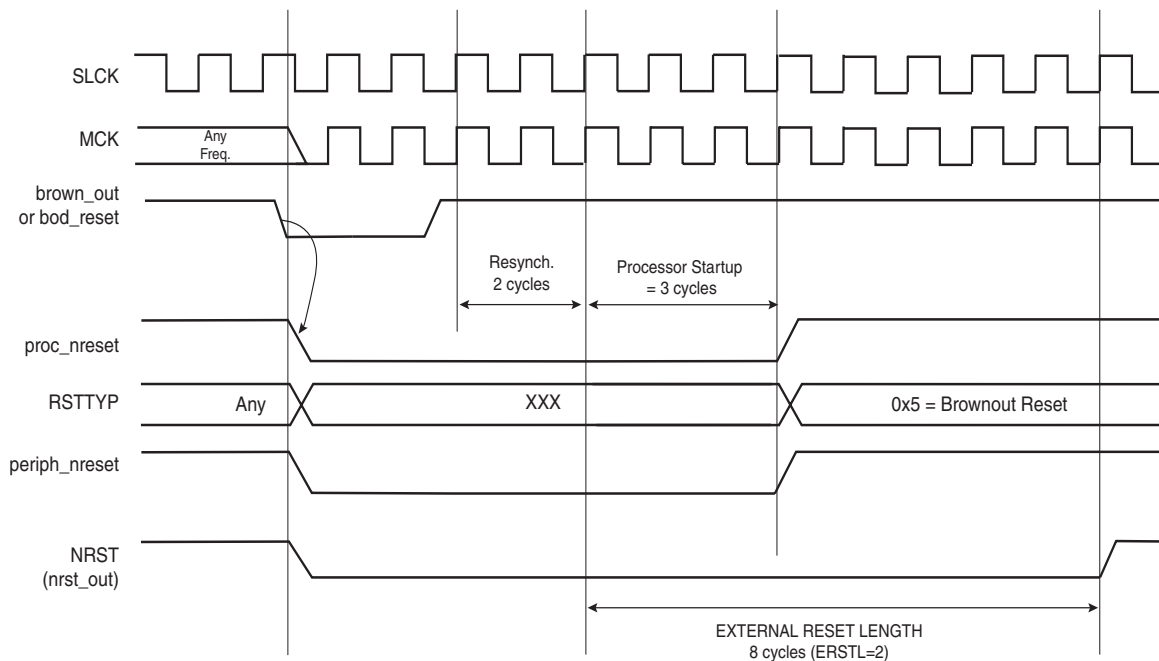 SLCK
MCK
Any
Freq.
brown_out
or bod_reset
Resynch.
2 cycles
Processor Startup
= 3 cycles
proc_nreset
RSTTYP
Any
XXX
0x5 = Brownout Reset
periph_nreset
NRST
(nrst_out)
EXTERNAL RESET LENGTH
8 cycles (ERSTL=2)